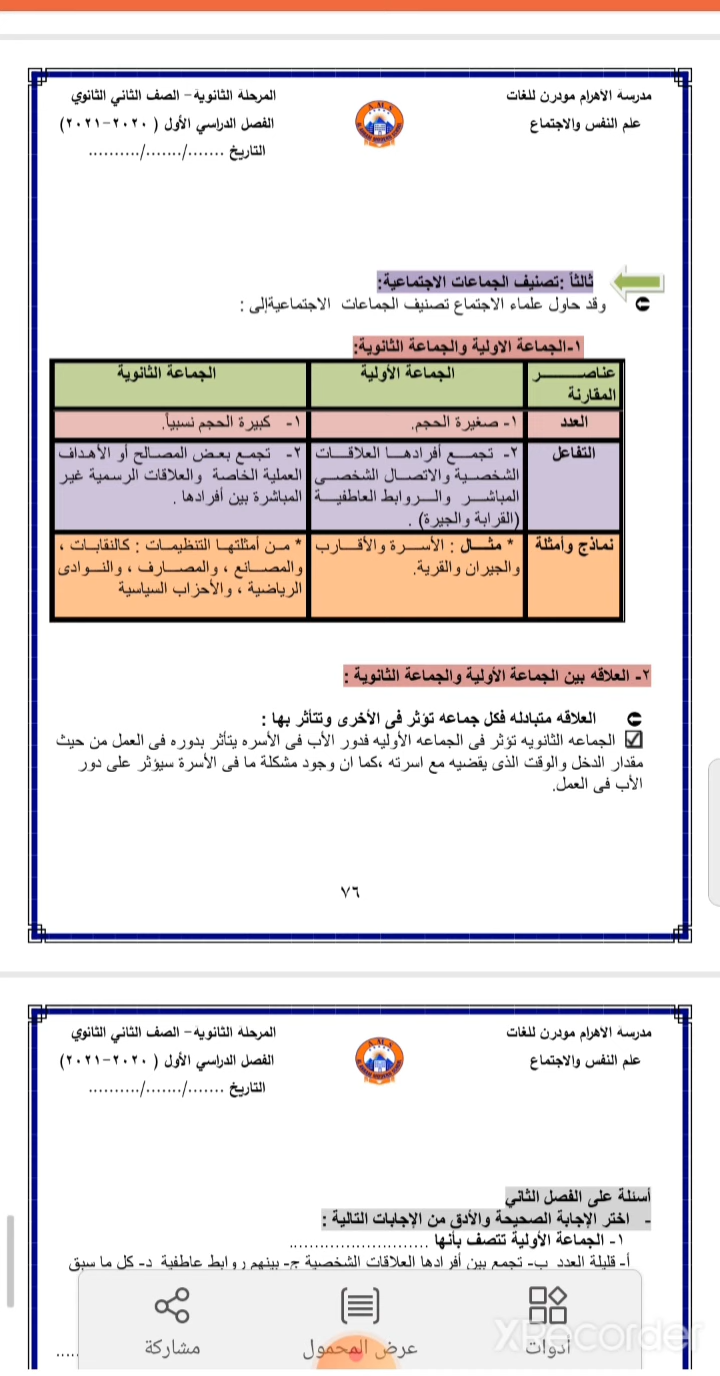 مدرسة الاهرام مودرن للغات
المرحلة الثانوية - الصف الثاني الثانوي
علم النفس والاجتماع
الفصل الدراسي الأول ( ٢٠٢٠-٢٠٢١)
التاريخ ......./......./..........
ثالثاً :تصنيف الجماعات الاجتماعية:
وقد حاول علماء الاجتماع تصنيف الجماعات الاجتماعيةإلى :
١-الجماعة الاولية والجماعة الثانوية:
عناصر المقارنة
الجماعة الأولية
الجماعة الثانوية
العدد
١- صغيرة الحجم.
١- كبيرة الحجم نسبياً.
التفاعل
٢- تجمع أفرادها العلاقات
الشخصية والاتصال الشخصي
المباشر والروابط العاطفية
(القرابة والجيرة) .
٢- تجمع بعض المصالح أو الأهداف
العملية الخاصة والعلاقات الرسمية غير
المباشرة بين أفرادها .
نماذج وأمثلة
* مثال : الأسرة والأقارب
والجيران والقرية.
* من أمثلتها التنظيمات : كالنقابات ،
والمصانع ، والمصارف ، والنوادى
الرياضية ، والأحزاب السياسية
٢- العلاقه بين الجماعة الأولية والجماعة الثانوية :
العلاقه متبادله فكل جماعه تؤثر فى الأخرى وتتأثر بها :
الجماعه الثانويه تؤثر فى الجماعه الأوليه فدور الأب فى الأسره يتأثر بدوره فى العمل من حيث
مقدار الدخل والوقت الذى يقضيه مع اسرته ،كما ان وجود مشكلة ما فى الأسرة سيؤثر على دور
الأب فى العمل.
٧٦
مدرسة الاهرام مودرن للغات
المرحلة الثانوية - الصف الثاني الثانوي
علم النفس والاجتماع
الفصل الدراسي الأول ( ٢٠٢٠-٢٠٢١)
التاريخ ......./......./..........
أسئلة على الفصل الثاني
- اختر الإجابة الصحيحة والأدق من الإجابات التالية :
١- الجماعة الأولية تتصف بأنها ..........................
أ- قليلة العدد ب- تجمع بين أفرادها العلاقات الشخصية ج- بينهم روابط عاطفية د- كل ما سبق
أدوات
عرض المحمول
مشاركة
XRecorder